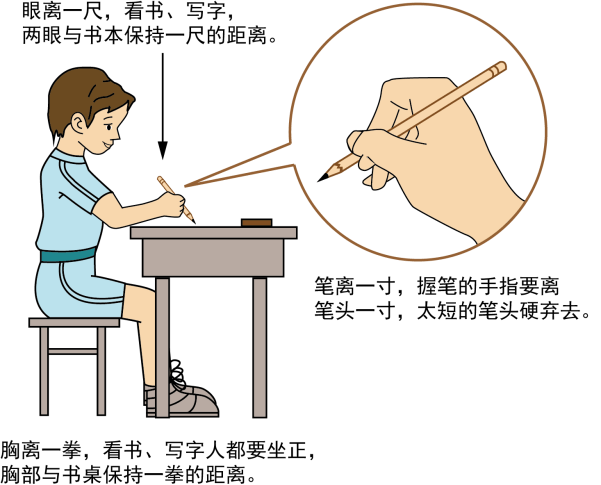 眼离一尺，看书、写字，
两眼与书本保持一尺的距离。
笔离一寸，握笔的手指要离
笔头一寸，太短的笔头硬弃去。
胸离一拳，看书、写字人都要坐正，
胸部与书桌保持一拳的距离。